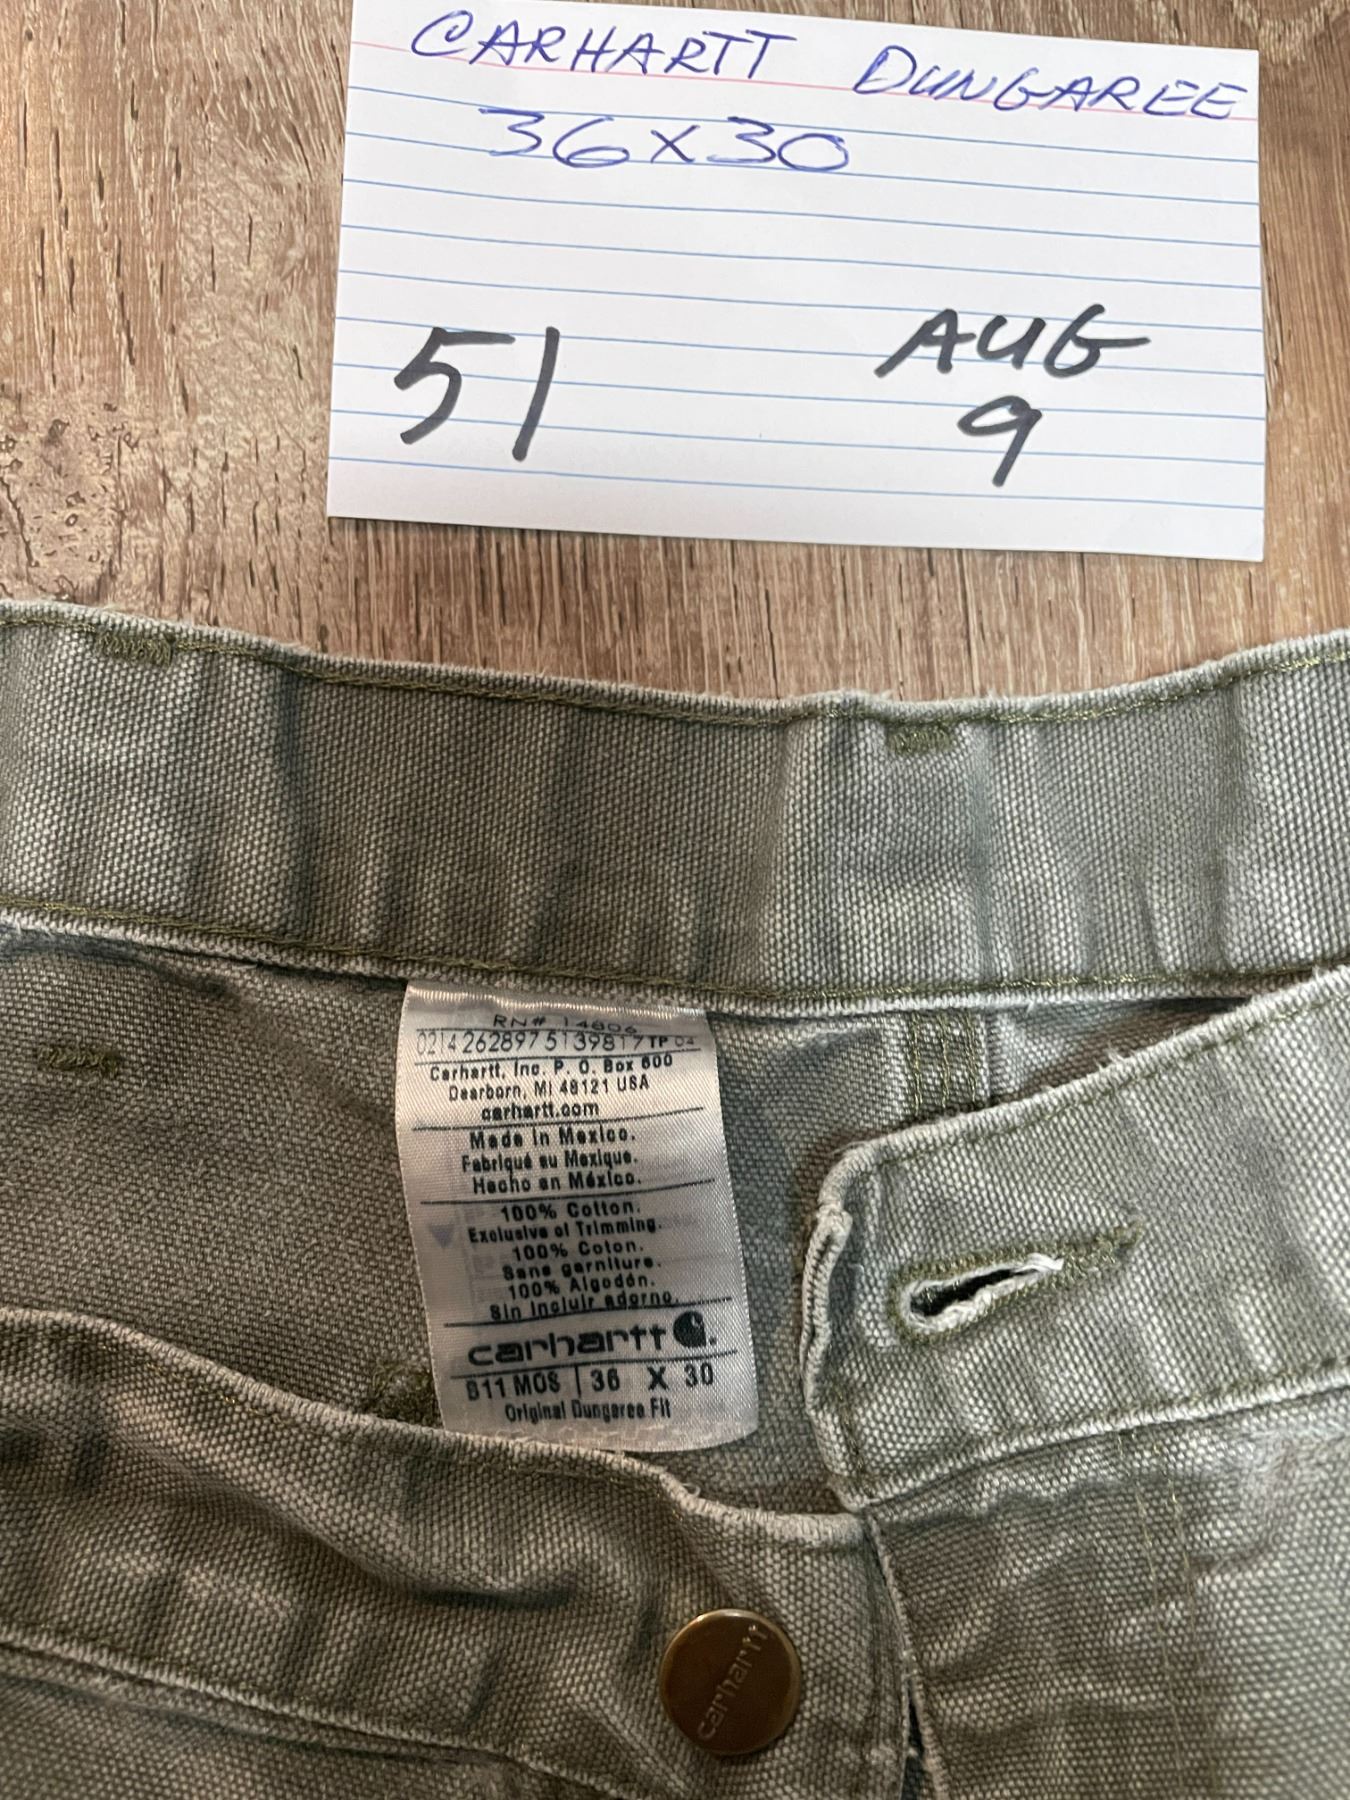 CARHARTT DUNGAREE
36x30
51
AUG
9
RN# 14806
0214262897 5139817 TP 04
Carhartt, Inc. P. O. Box 600
Dearborn, MI 48121 USA
carhartt.com
Made in Mexico.
Fabriqué au Mexique.
Hecho en México.
100% Cotton.
Exclusive of Trimming.
100% Coton.
Sans garniture.
100% Algodón.
Sin incluir adorno.
carhartt
B11 MOS | 36 X 30
Original Dungaree Fit
carhartt